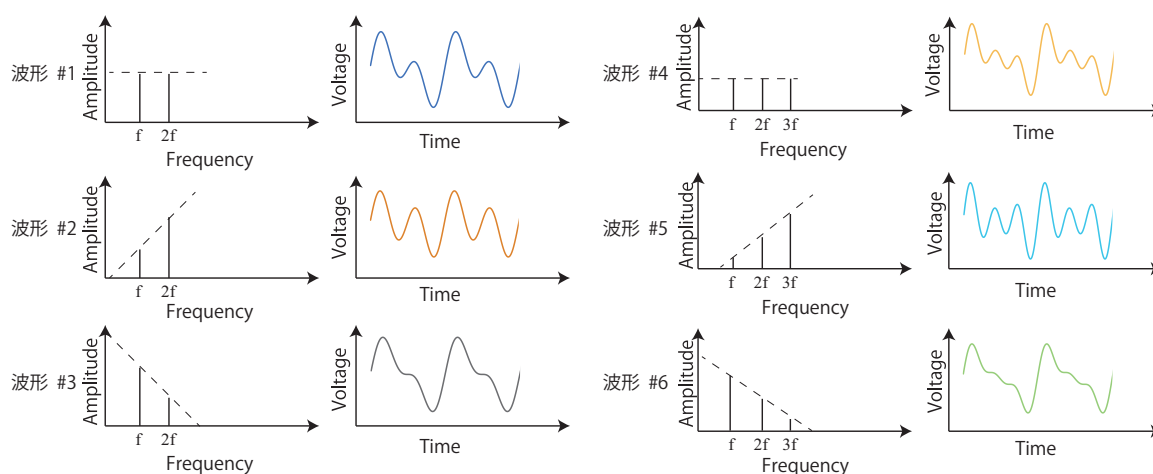 波形 #1
Amplitude
f 2f
Frequency
Voltage
Time
波形 #2
Amplitude
f 2f
Frequency
Voltage
Time
波形 #3
Amplitude
f 2f
Frequency
Voltage
Time
波形 #4
Amplitude
f 2f 3f
Frequency
Voltage
Time
波形 #5
Amplitude
f 2f 3f
Frequency
Voltage
Time
波形 #6
Amplitude
f 2f 3f
Frequency
Voltage
Time